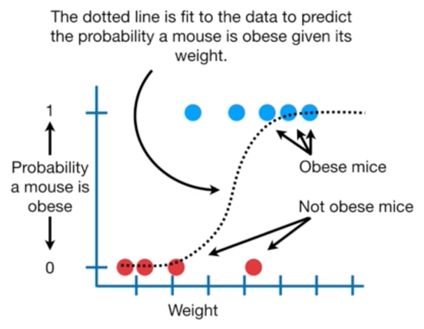 The dotted line is fit to the data to predict
the probability a mouse is obese given its
weight.
1
Probability
a mouse is
obese
0
Obese mice
Not obese mice
Weight